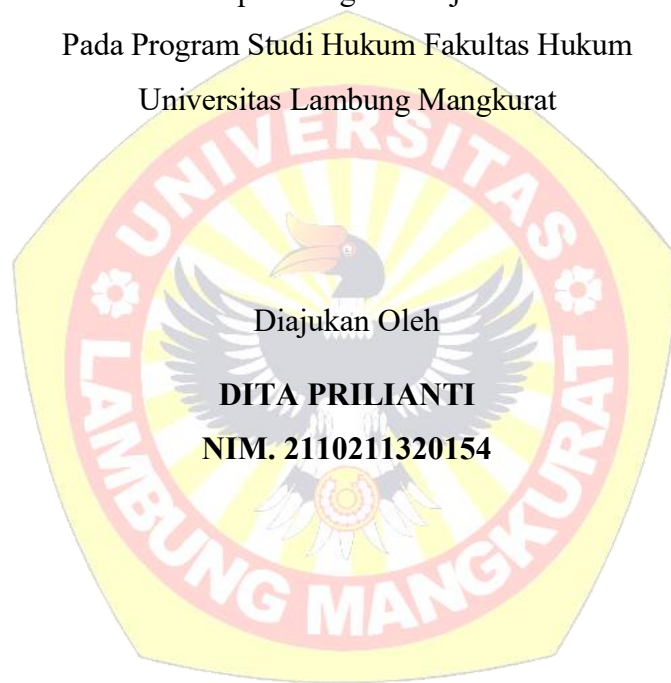 Pada Program Studi Hukum Fakultas Hukum
Universitas Lambung Mangkurat
UNIVERSITAS
Diajukan Oleh
DITA PRILIANTI
NIM. 2110211320154
LAMBUNG MANGKURAT